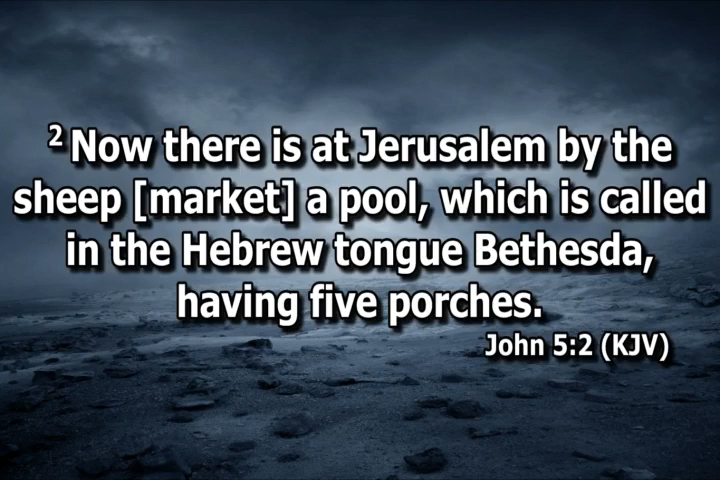 2 Now there is at Jerusalem by the
sheep [market] a pool, which is called
in the Hebrew tongue Bethesda,
having five porches.
John 5:2 (KJV)